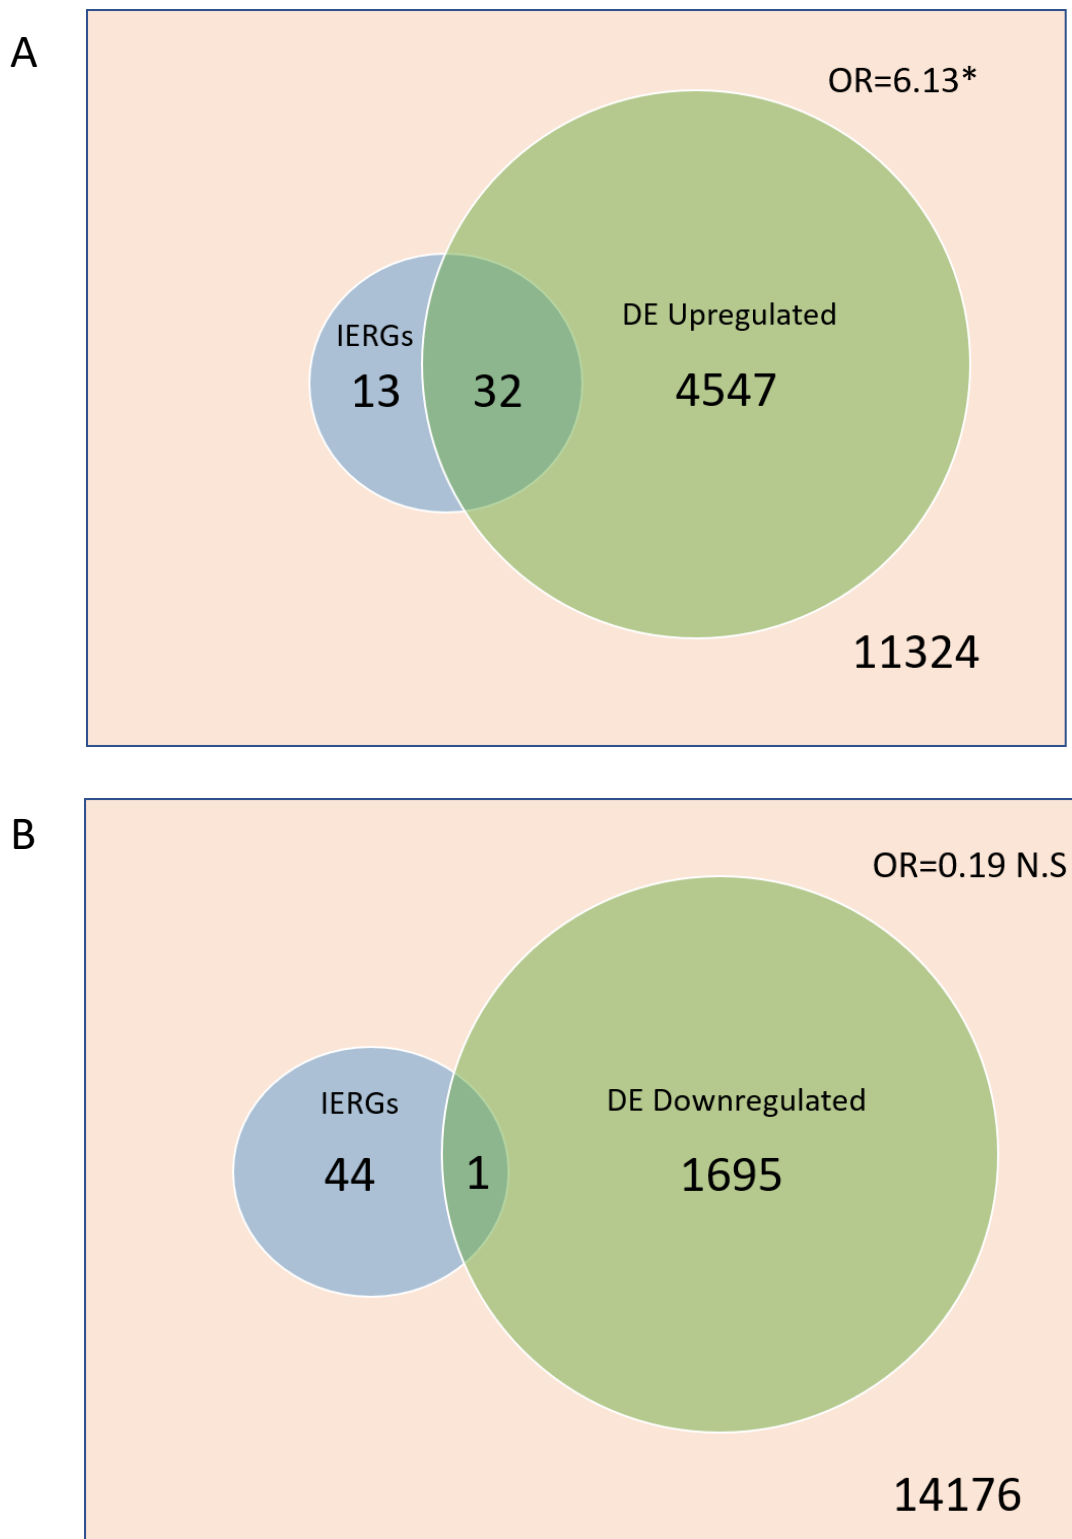 A
OR=6.13*
DE Upregulated
IERGs
13
32
4547
11324
B
OR=0.19 N.S
IERGs
DE Downregulated
44
1
1695
14176